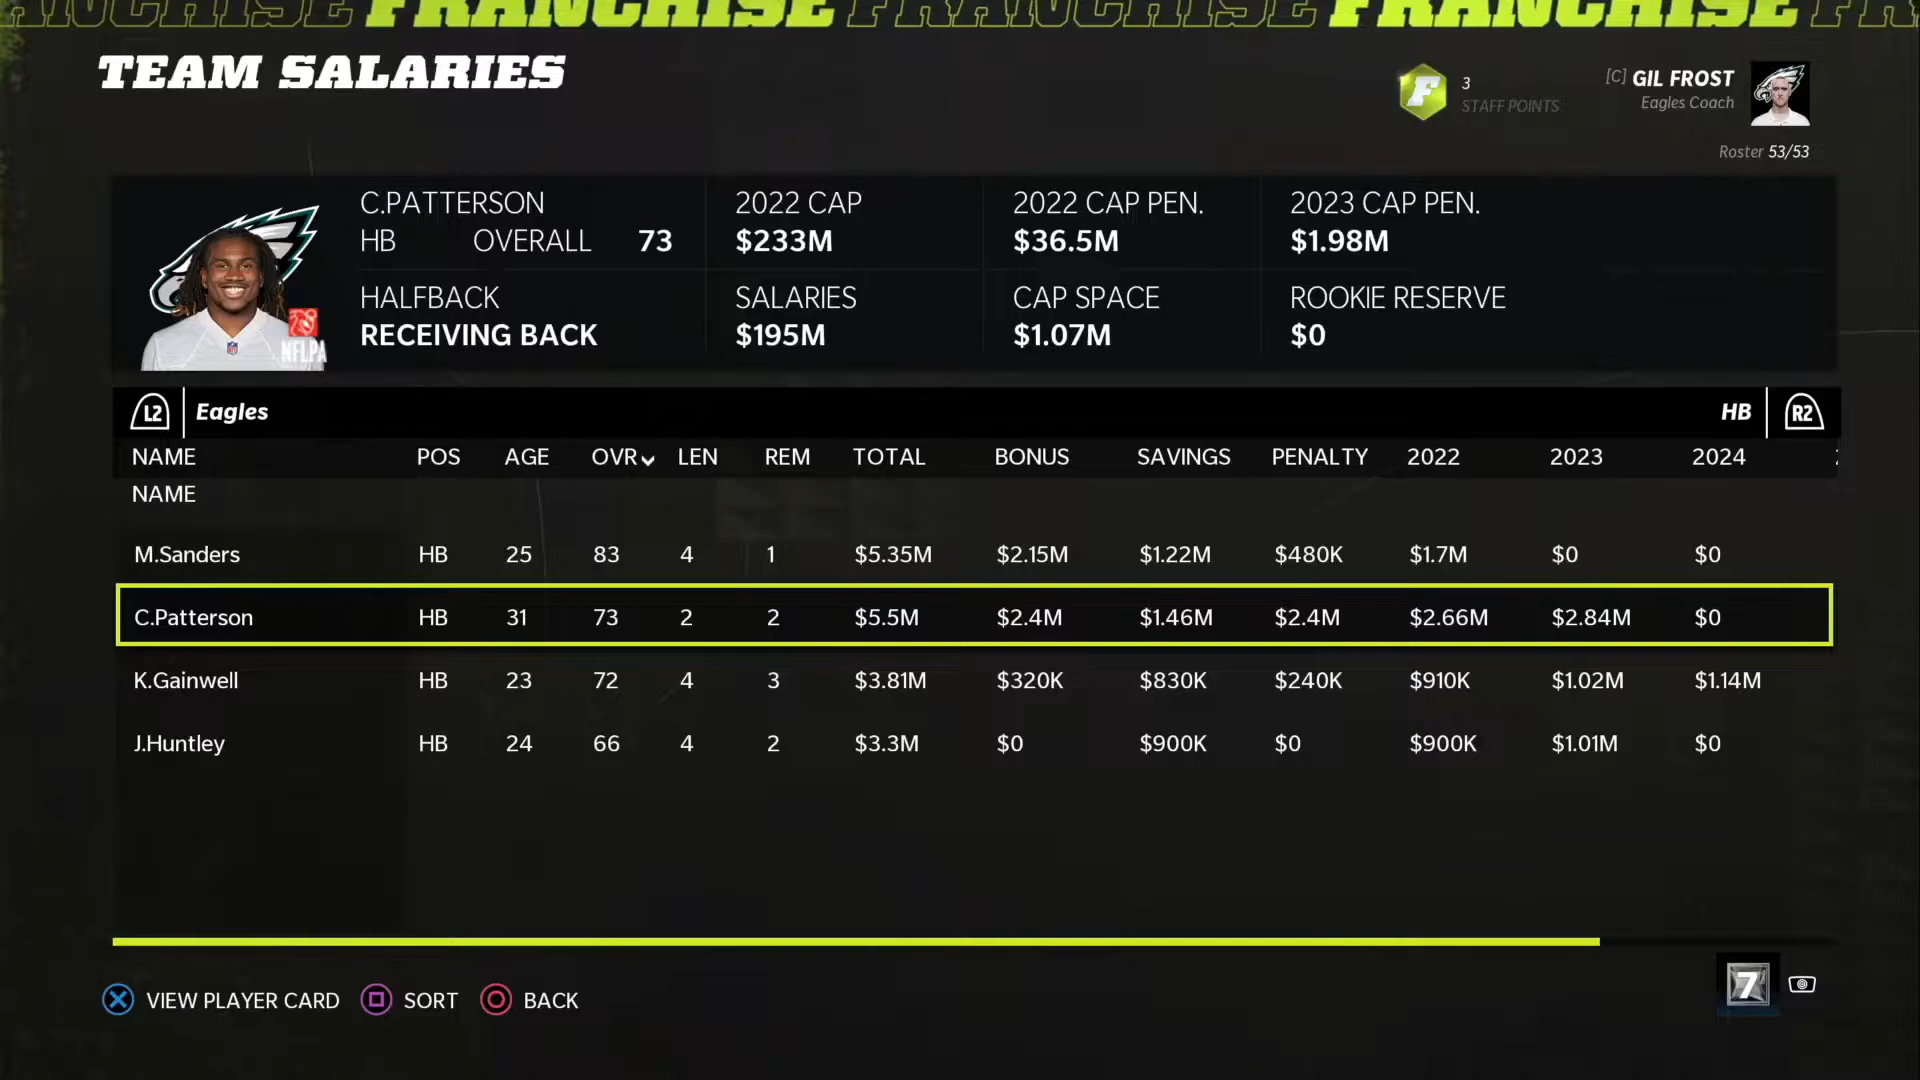 FRANCHISE FRANCHISE FRANCHISE FRANCHISE
TEAM SALARIES
3
STAFF POINTS
[C] GIL FROST
Eagles Coach
Roster 53/53
C.PATTERSON
HB OVERALL 73
HALFBACK
RECEIVING BACK
2022 CAP
$233M
SALARIES
$195M
2022 CAP PEN.
$36.5M
CAP SPACE
$1.07M
2023 CAP PEN.
$1.98M
ROOKIE RESERVE
$0
NFLPA
L2 Eagles HB R2
NAME POS AGE OVR LEN REM TOTAL BONUS SAVINGS PENALTY 2022 2023 2024
NAME
M.Sanders HB 25 83 4 1 $5.35M $2.15M $1.22M $480K $1.7M $0 $0
C.Patterson HB 31 73 2 2 $5.5M $2.4M $1.46M $2.4M $2.66M $2.84M $0
K.Gainwell HB 23 72 4 3 $3.81M $320K $830K $240K $910K $1.02M $1.14M
J.Huntley HB 24 66 4 2 $3.3M $0 $900K $0 $900K $1.01M $0
VIEW PLAYER CARD SORT BACK
7